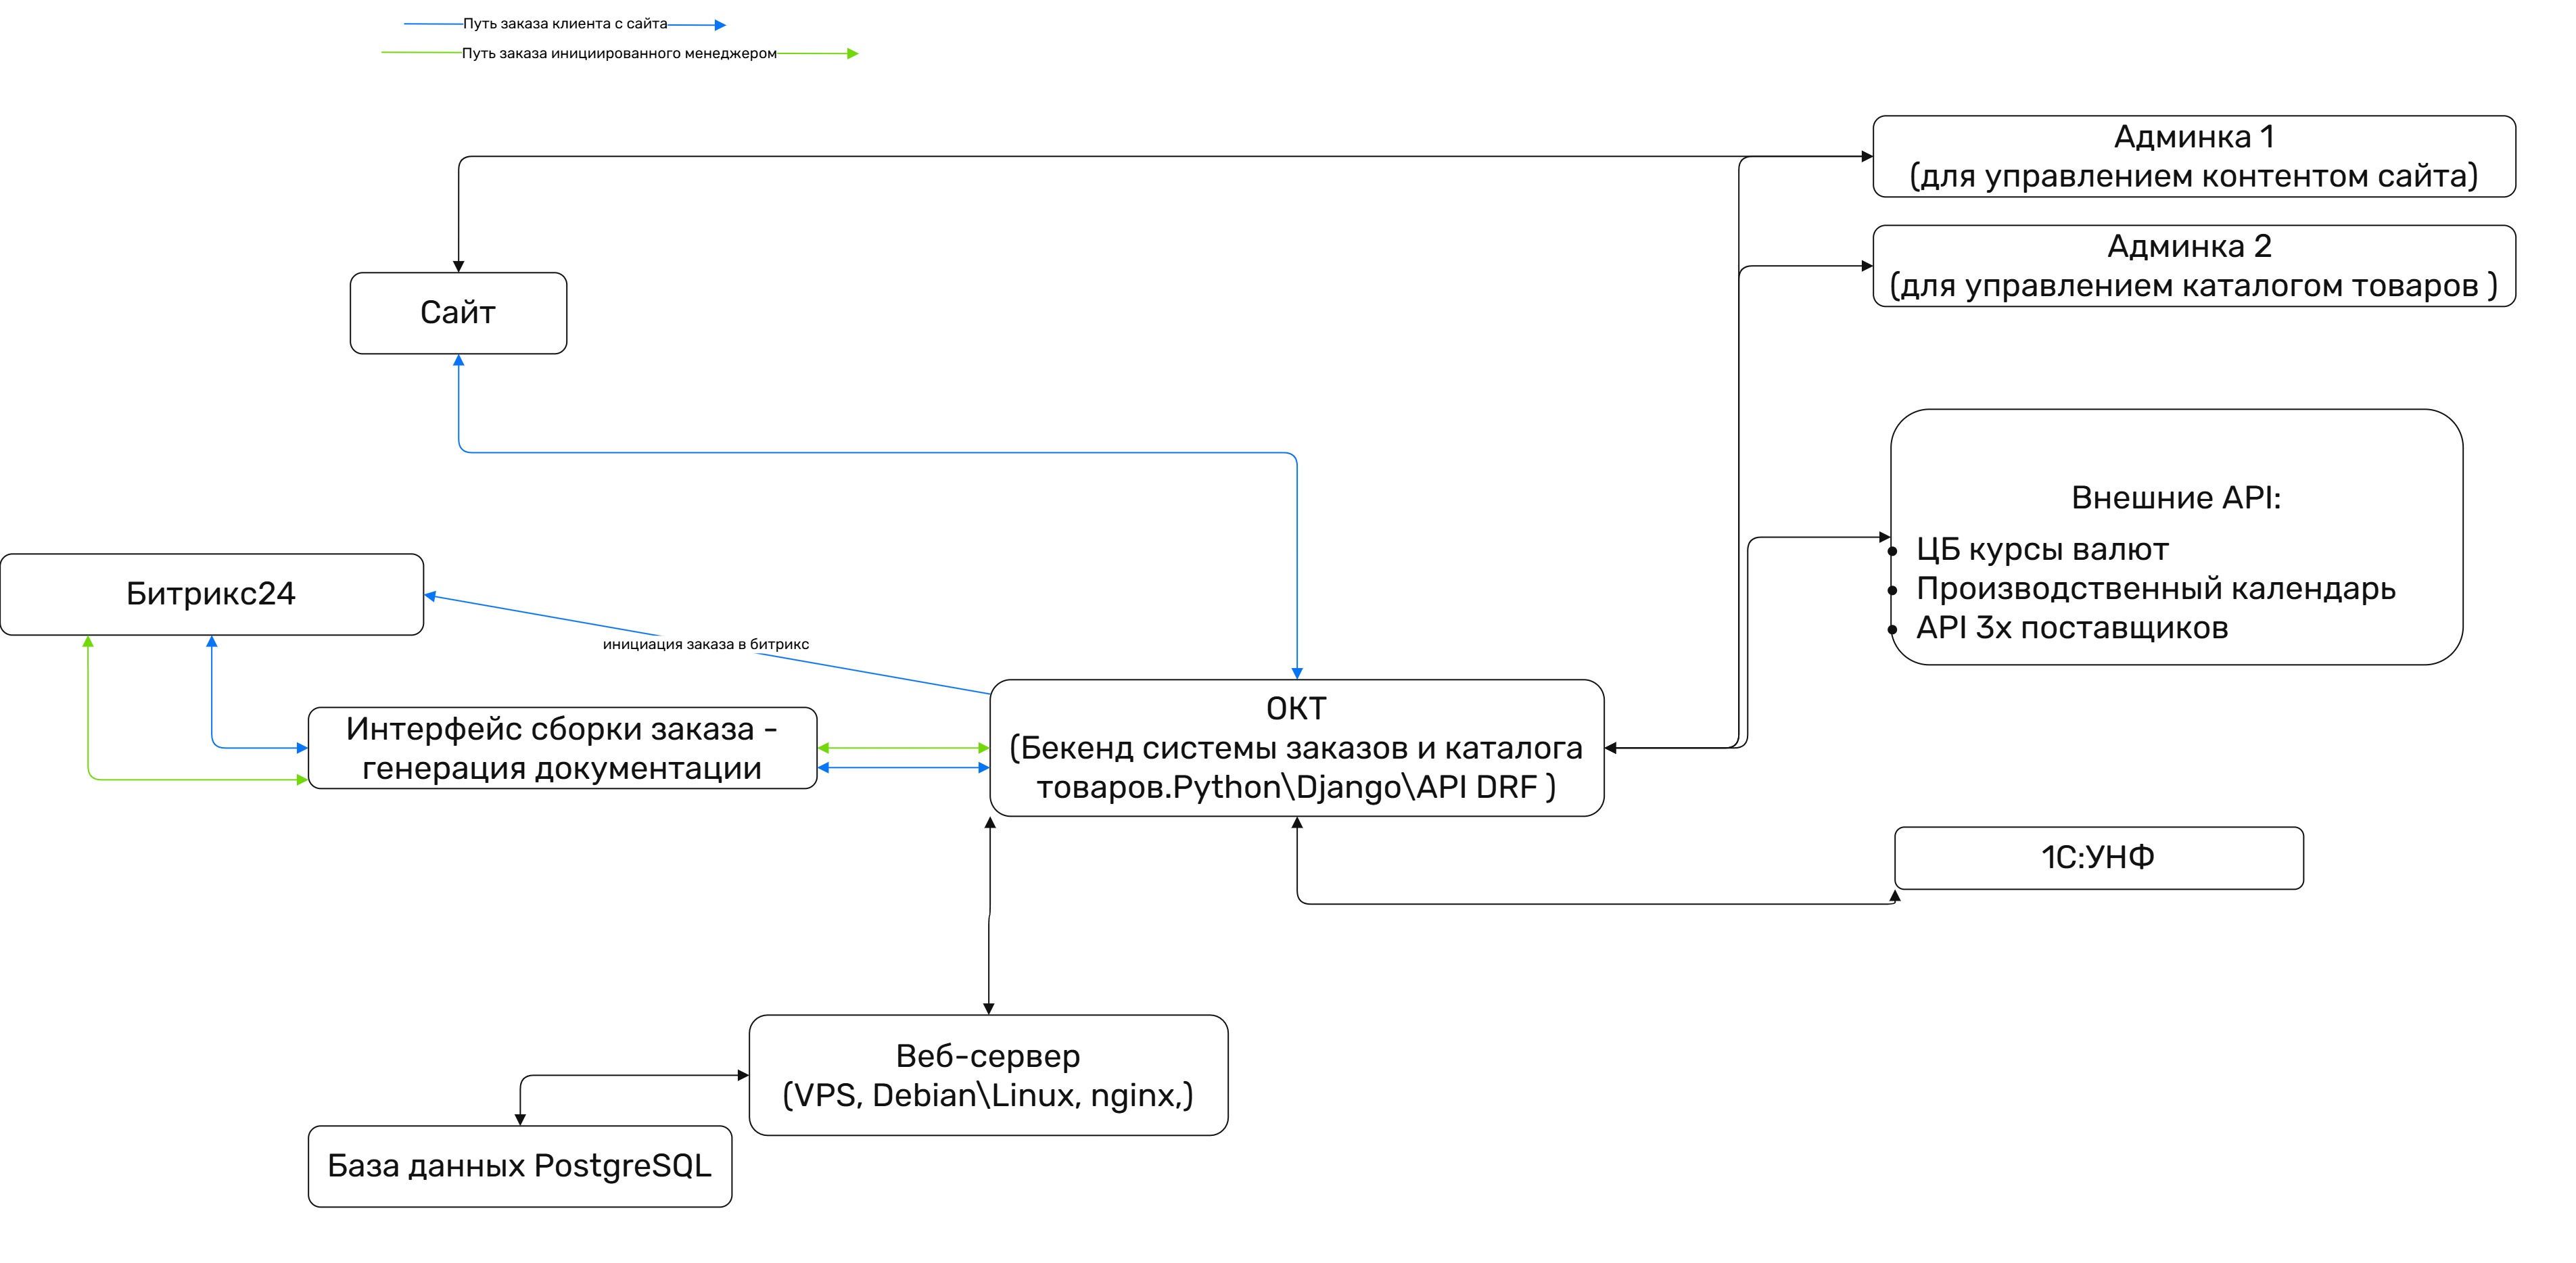 Путь заказа клиента с сайта
Путь заказа инициированного менеджером
Админка 1
(для управлением контентом сайта)
Админка 2
(для управлением каталогом товаров )
Сайт
Внешние API:
• ЦБ курсы валют
• Производственный календарь
• API 3х поставщиков
Битрикс24
инициация заказа в битрикс
Интерфейс сборки заказа -
генерация документации
ОКТ
(Бекенд системы заказов и каталога
товаров.Python\Django\API DRF )
1С:УНФ
Веб-сервер
(VPS, Debian\Linux, nginx,)
База данных PostgreSQL